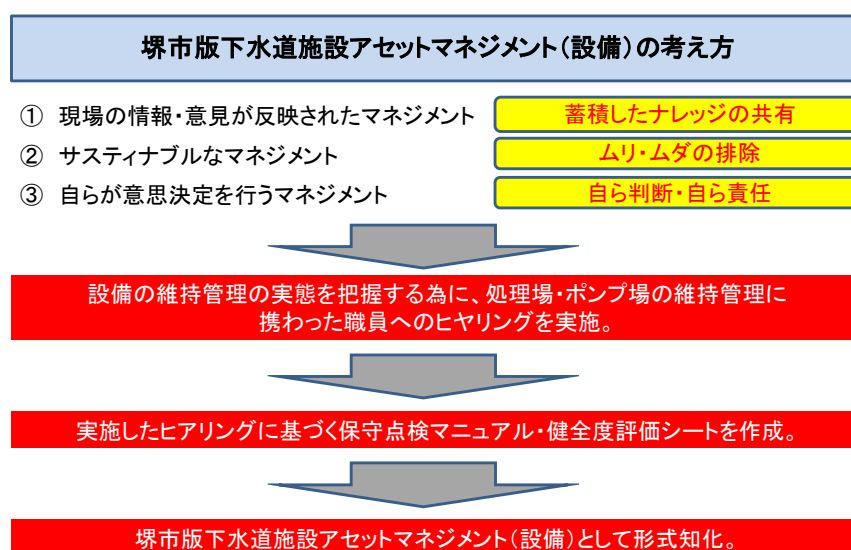 堺市版下水道施設アセットマネジメント（設備）の考え方
① 現場の情報・意見が反映されたマネジメント 蓄積したナレッジの共有
② サスティナブルなマネジメント ムリ・ムダの排除
③ 自らが意思決定を行うマネジメント 自ら判断・自ら責任
設備の維持管理の実態を把握する為に、処理場・ポンプ場の維持管理に
携わった職員へのヒヤリングを実施。
実施したヒアリングに基づく保守点検マニュアル・健全度評価シートを作成。
堺市版下水道施設アセットマネジメント（設備）として形式知化。